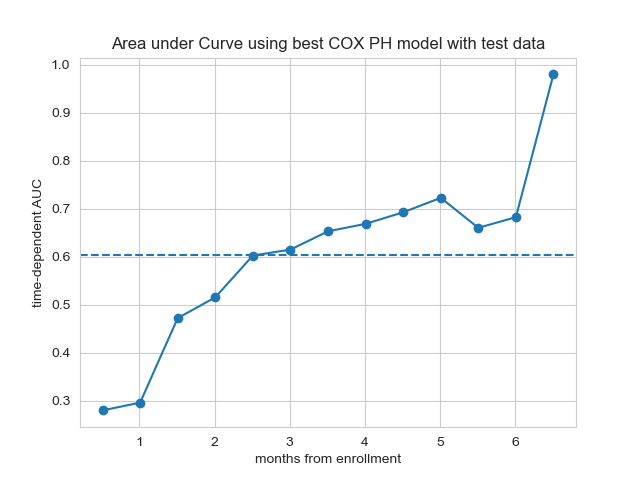 Area under Curve using best COX PH model with test data
1.0
0.9
0.8
0.7
0.6
0.5
0.4
0.3
time-dependent AUC
1 2 3 4 5 6
months from enrollment